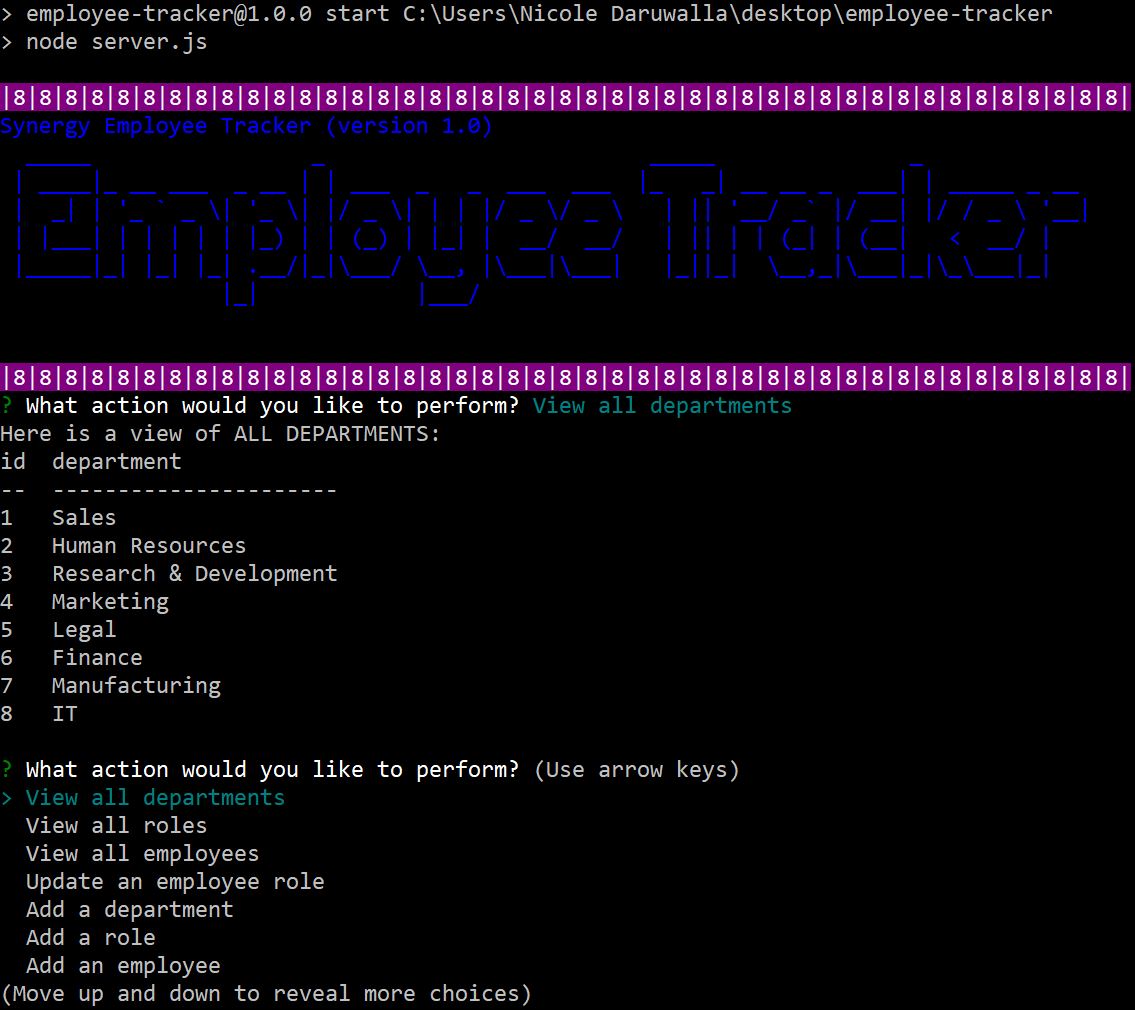 > employee-tracker@1.0.0 start C:\Users\Nicole Daruwalla\desktop\employee-tracker
> node server.js
|8|8|8|8|8|8|8|8|8|8|8|8|8|8|8|8|8|8|8|8|8|8|8|8|8|8|8|8|8|8|8|8|8|8|8|8|8|8|8|8|8|8|8|
Synergy Employee Tracker (version 1.0)
Employee Tracker
|8|8|8|8|8|8|8|8|8|8|8|8|8|8|8|8|8|8|8|8|8|8|8|8|8|8|8|8|8|8|8|8|8|8|8|8|8|8|8|8|8|8|8|
? What action would you like to perform? View all departments
Here is a view of ALL DEPARTMENTS:
id  department
--  ----------------------
1   Sales
2   Human Resources
3   Research & Development
4   Marketing
5   Legal
6   Finance
7   Manufacturing
8   IT
? What action would you like to perform? (Use arrow keys)
> View all departments
  View all roles
  View all employees
  Update an employee role
  Add a department
  Add a role
  Add an employee
(Move up and down to reveal more choices)